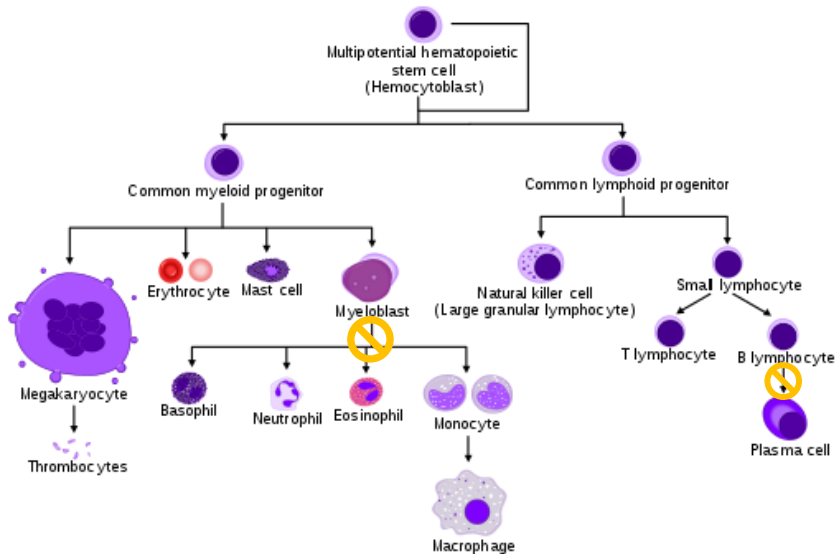 Multipotential hematopoietic
stem cell
(Hemocytoblast)
Common myeloid progenitor
Common lymphoid progenitor
Erythrocyte
Mast cell
Myeloblast
Natural killer cell
(Large granular lymphocyte)
Small lymphocyte
T lymphocyte
B lymphocyte
Megakaryocyte
Basophil
Neutrophil
Eosinophil
Monocyte
Plasma cell
Thrombocytes
Macrophage